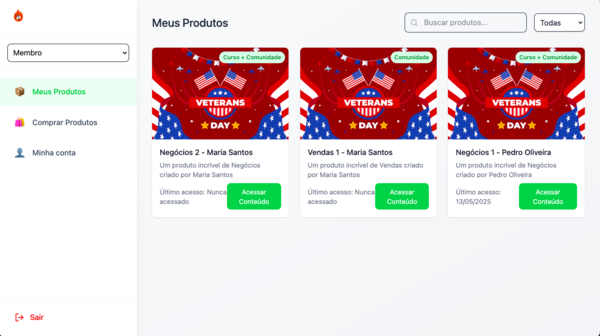 Meus Produtos
Buscar produtos...
Todas
Membro
Meus Produtos
Comprar Produtos
Minha conta
Sair
Curso + Comunidade
VETERANS
DAY
Negócios 2 - Maria Santos
Um produto incrível de Negócios
criado por Maria Santos
Último acesso: Nunca
acessado
Acessar
Conteúdo
Comunidade
VETERANS
DAY
Vendas 1 - Maria Santos
Um produto incrível de Vendas criado
por Maria Santos
Último acesso: Nunca
acessado
Acessar
Conteúdo
Curso + Comunidade
VETERANS
DAY
Negócios 1 - Pedro Oliveira
Um produto incrível de Negócios
criado por Pedro Oliveira
Último acesso:
13/05/2025
Acessar
Conteúdo